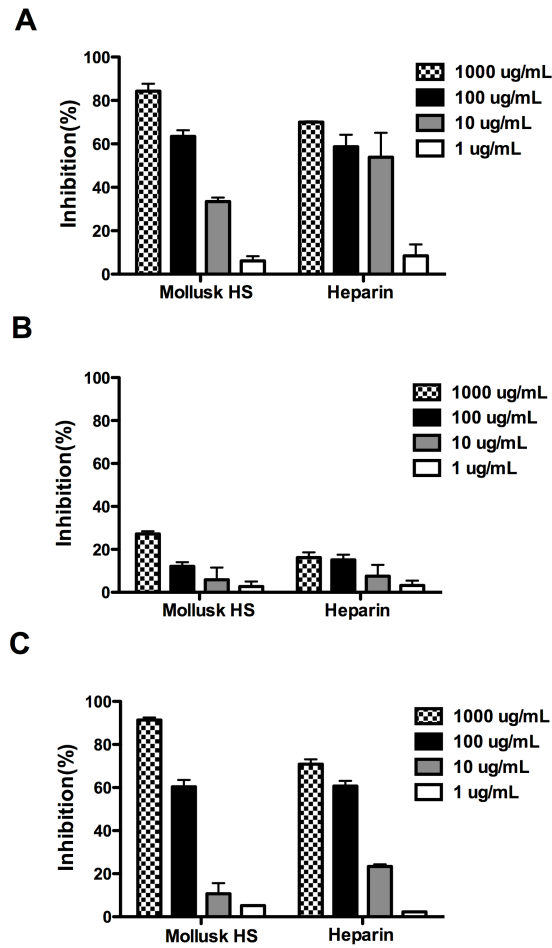 A
Inhibition(%)
100
80
60
40
20
0
Mollusk HS
Heparin
1000 ug/mL
100 ug/mL
10 ug/mL
1 ug/mL
B
Inhibition(%)
100
80
60
40
20
0
Mollusk HS
Heparin
1000 ug/mL
100 ug/mL
10 ug/mL
1 ug/mL
C
Inhibition(%)
100
80
60
40
20
0
Mollusk HS
Heparin
1000 ug/mL
100 ug/mL
10 ug/mL
1 ug/mL